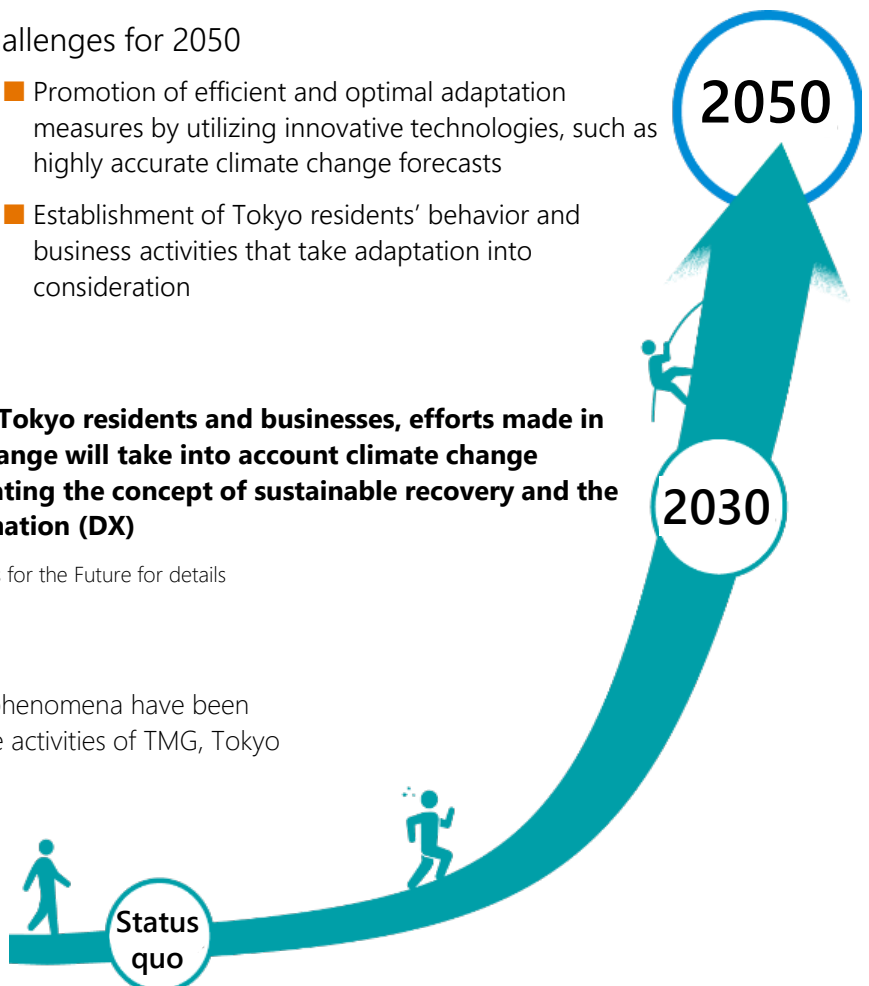 allenges for 2050
■ Promotion of efficient and optimal adaptation
measures by utilizing innovative technologies, such as
highly accurate climate change forecasts
■ Establishment of Tokyo residents’ behavior and
business activities that take adaptation into
consideration
2050
Tokyo residents and businesses, efforts made in
ange will take into account climate change
ating the concept of sustainable recovery and the
nation (DX)
s for the Future for details
2030
phenomena have been
e activities of TMG, Tokyo
Status
quo